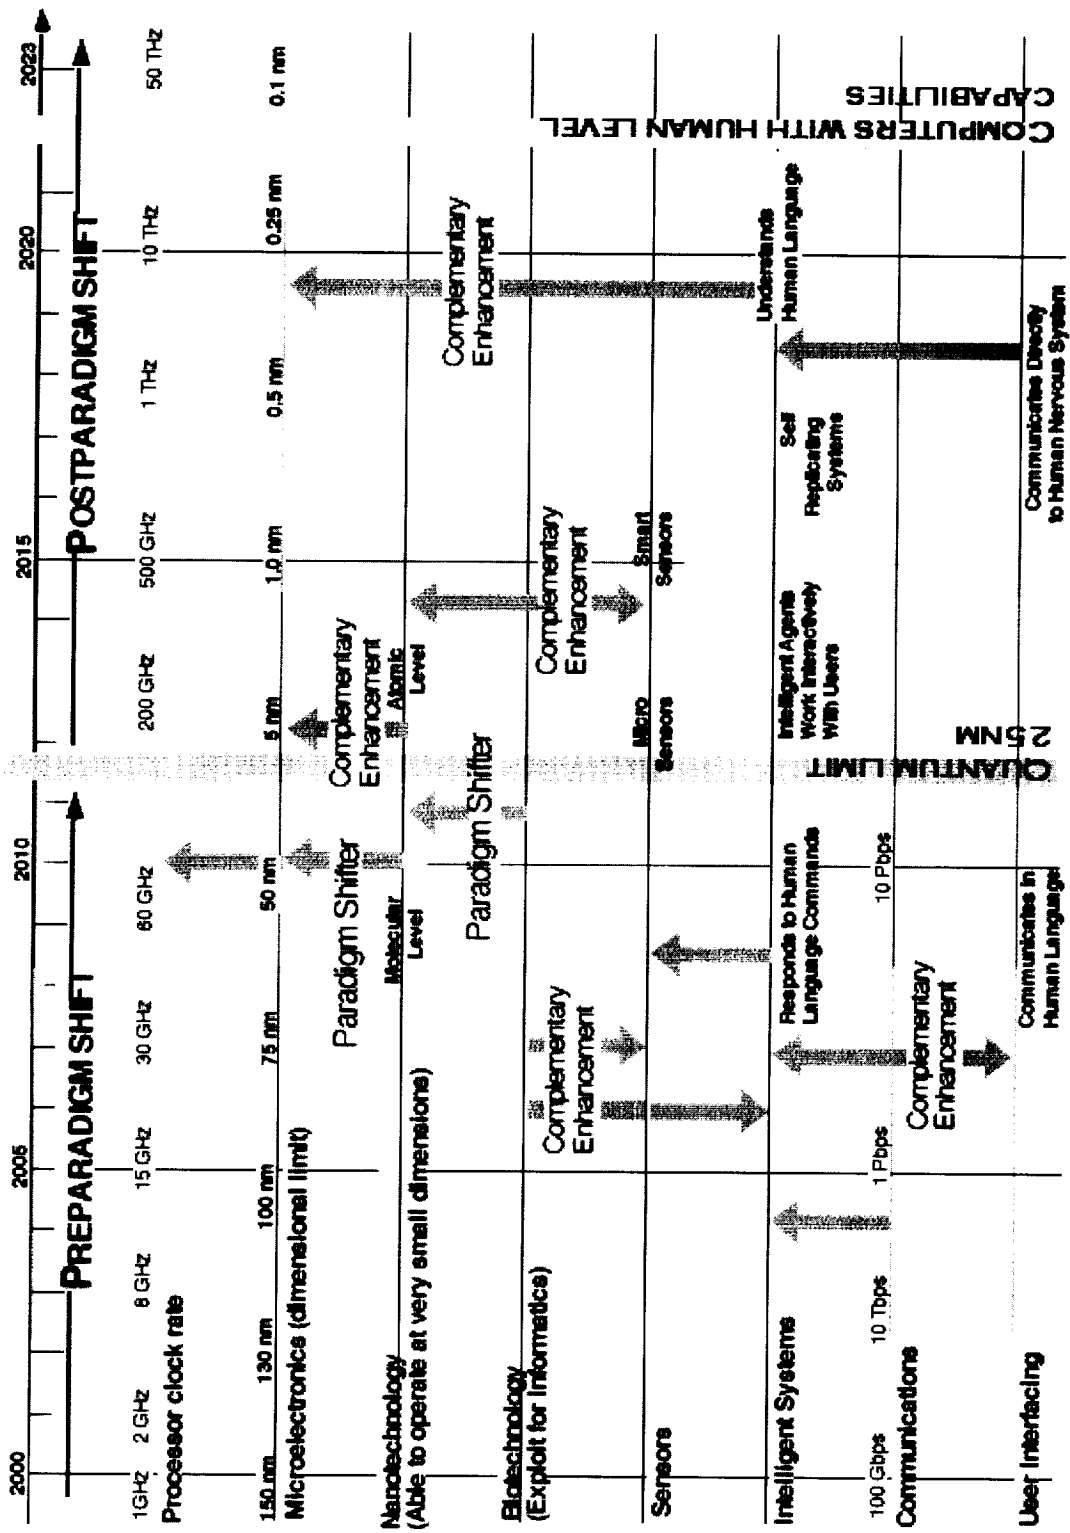 2000
2005
2010
2015
2020
2023
PREPARADIGM SHIFT
POSTPARADIGM SHIFT
1GHz
2 GHz
8 GHz
15 GHz
30 GHz
60 GHz
200 GHz
500 GHz
1 THz
10 THz
50 THz
Processor clock rate
150 nm
130 nm
100 nm
75 nm
50 nm
5 nm
1.0 nm
0.5 nm
0.25 nm
0.1 nm
Microelectronics (dimensional limit)
Paradigm Shifter
Complementary
Enhancement
Nanotechnology
(Able to operate at very small dimensions)
Molecular
Level
Atomic
Level
Paradigm Shifter
Complementary
Enhancement
Biotechnology
(Exploit for Informatics)
Complementary
Enhancement
Complementary
Enhancement
Sensors
Micro
Sensors
Smart
Sensors
Understands
Human Language
Intelligent Systems
Responds to Human
Language Commands
Intelligent Agents
Work Interactively
With Users
Self
Replicating
Systems
100 Gbps
10 Tbps
1 Pbps
10 Pbps
Communications
Complementary
Enhancement
User Interfacing
Communicates in
Human Language
Communicates Directly
to Human Nervous System
QUANTUM LIMIT
2.5NM
COMPUTERS WITH HUMAN LEVEL
CAPABILITIES